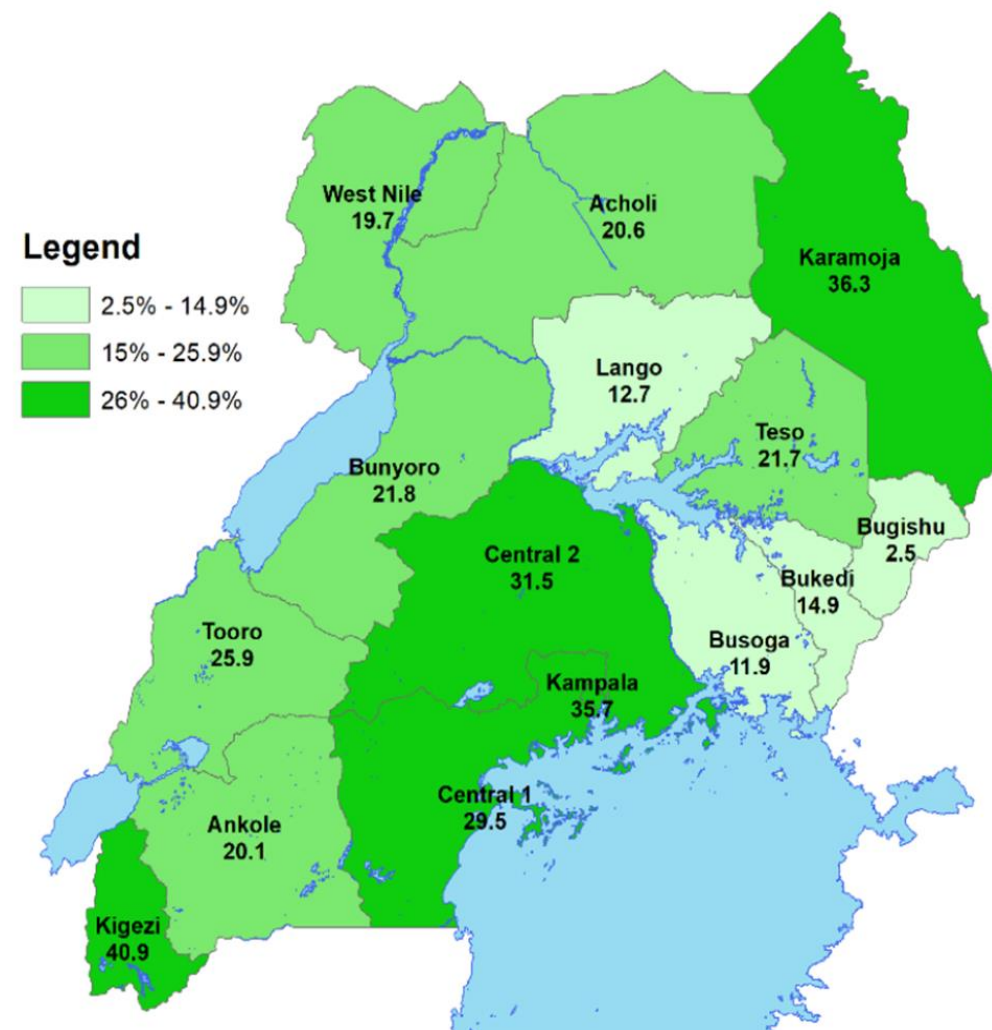 West Nile
19.7
Acholi
20.6
Karamoja
36.3
Legend
2.5% - 14.9%
15% - 25.9%
26% - 40.9%
Lango
12.7
Teso
21.7
Bunyoro
21.8
Bugishu
2.5
Central 2
31.5
Bukedi
14.9
Tooro
25.9
Busoga
11.9
Kampala
35.7
Central 1
29.5
Ankole
20.1
Kigezi
40.9